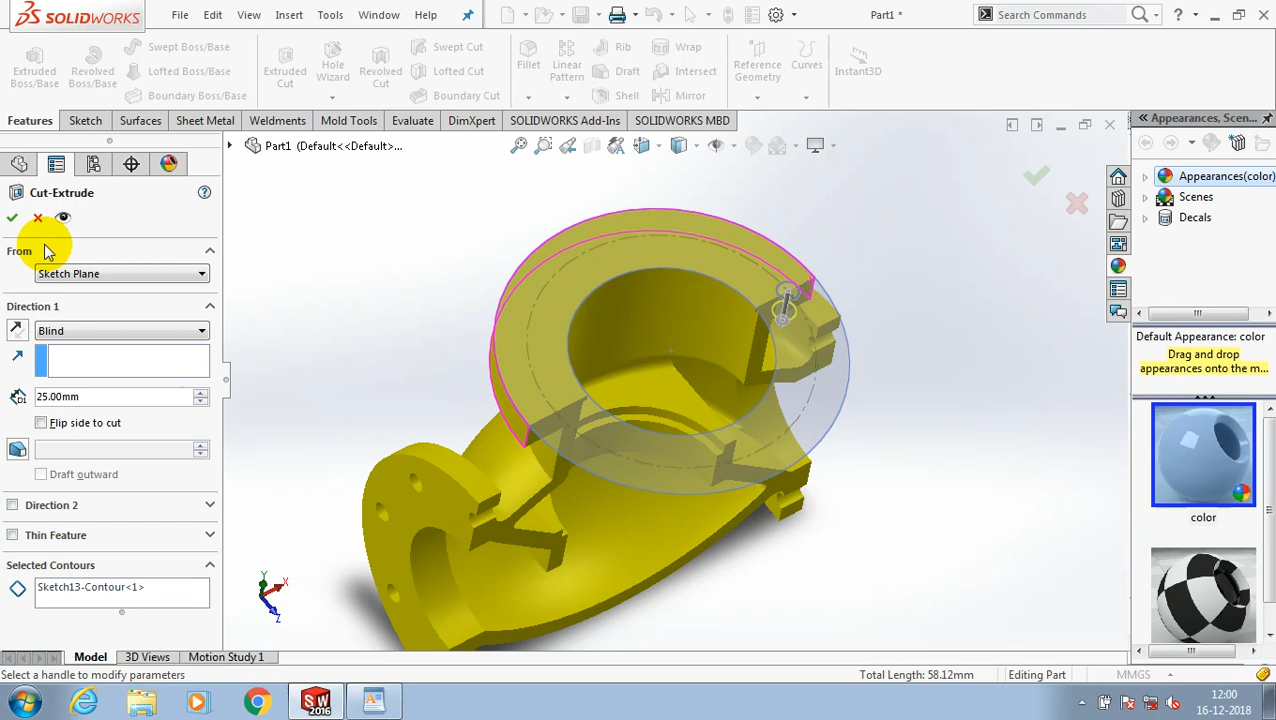 SOLIDWORKS File Edit View Insert Tools Window Help Part1 * Search Commands
Extruded Boss/Base
Revolved Boss/Base
Swept Boss/Base
Lofted Boss/Base
Boundary Boss/Base
Extruded Cut
Hole Wizard
Revolved Cut
Swept Cut
Lofted Cut
Boundary Cut
Fillet
Linear Pattern
Rib
Draft
Shell
Wrap
Intersect
Mirror
Reference Geometry
Curves
Instant3D
Features Sketch Surfaces Sheet Metal Weldments Mold Tools Evaluate DimXpert SOLIDWORKS Add-Ins SOLIDWORKS MBD
Part1 (Default<<Default>...
Cut-Extrude
From
Sketch Plane
Direction 1
Blind
25.00mm
Flip side to cut
Draft outward
Direction 2
Thin Feature
Selected Contours
Sketch13-Contour<1>
Y
X
Z
Appearances, Scen...
Appearances(color)
Scenes
Decals
Default Appearance: color
Drag and drop
appearances onto the m...
color
Model 3D Views Motion Study 1
Select a handle to modify parameters Total Length: 58.12mm Editing Part MMGS
SW
2016
12:00
16-12-2018